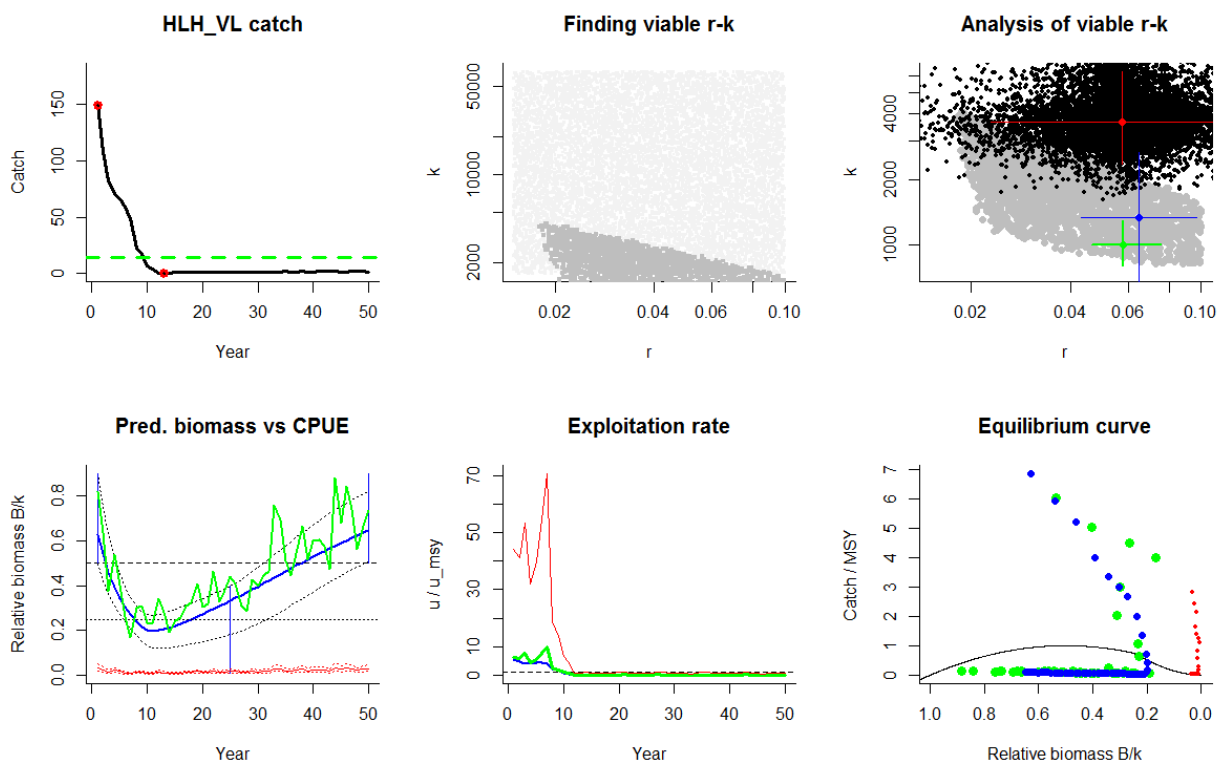 HLH_VL catch
Finding viable r-k
Analysis of viable r-k
Catch
150
100
50
0
0 10 20 30 40 50
Year
k
50000
10000
2000
0.02 0.04 0.06 0.10
r
k
4000
2000
1000
0.02 0.04 0.06 0.10
r
Pred. biomass vs CPUE
Exploitation rate
Equilibrium curve
Relative biomass B/k
0.8
0.6
0.4
0.2
0.0
0 10 20 30 40 50
Year
u / u_msy
70
50
30
10
0
0 10 20 30 40 50
Year
Catch / MSY
7
6
5
4
3
2
1
0
1.0 0.8 0.6 0.4 0.2 0.0
Relative biomass B/k